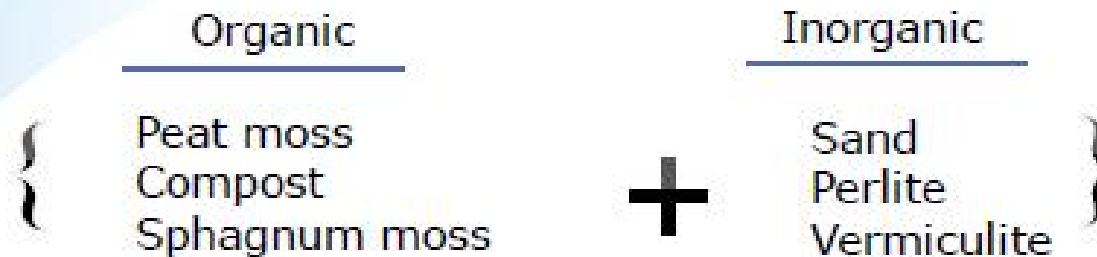 Organic
Inorganic
Peat moss
Compost
Sphagnum moss
+
Sand
Perlite
Vermiculite